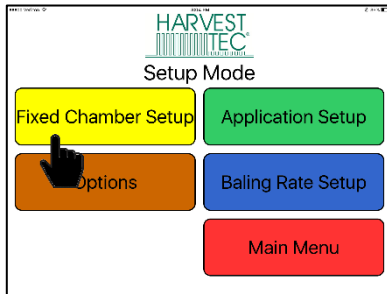 HARVEST
TEC
Setup Mode
Fixed Chamber Setup
Application Setup
Options
Baling Rate Setup
Main Menu